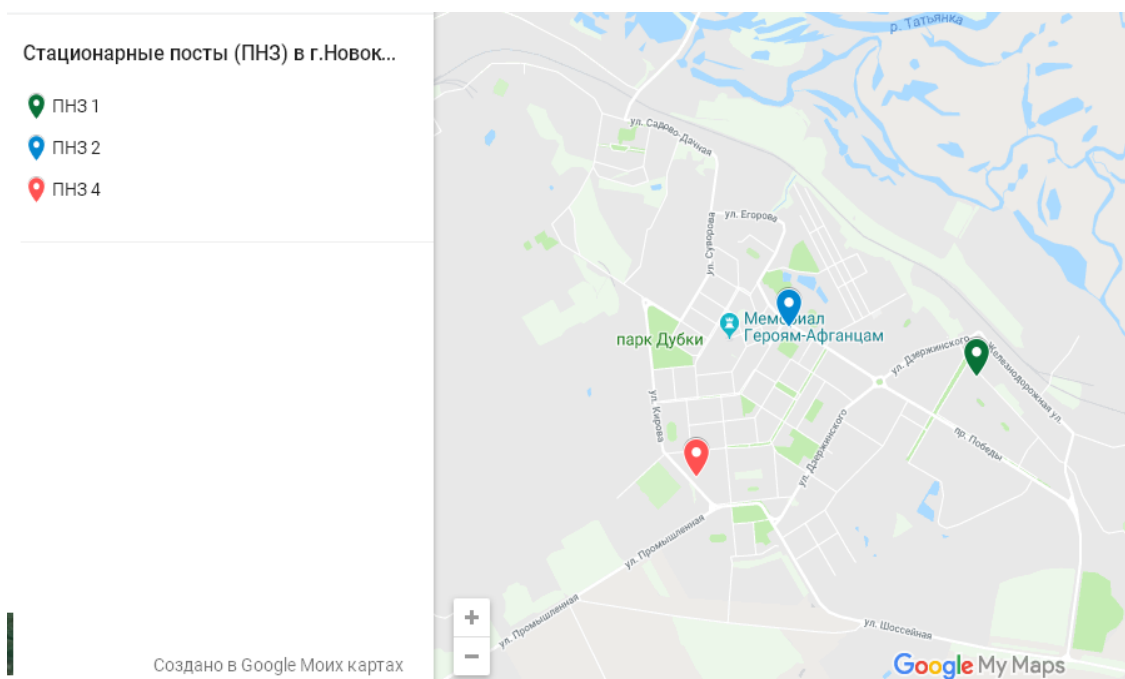 Стационарные посты (ПНЗ) в г.Новок...
ПНЗ 1
ПНЗ 2
ПНЗ 4
Создано в Google Моих картах
р. Татьянка
ул. Садово-Дачная
ул. Егорова
ул. Суворова
Мемориал
Героям-Афганцам
парк Дубки
ул. Дзержинского
Железнодорожная ул.
ул. Кирова
пр. Победы
ул. Дзержинского
ул. Промышленная
ул. Промышленная
ул. Шоссейная
+
−
Google My Maps